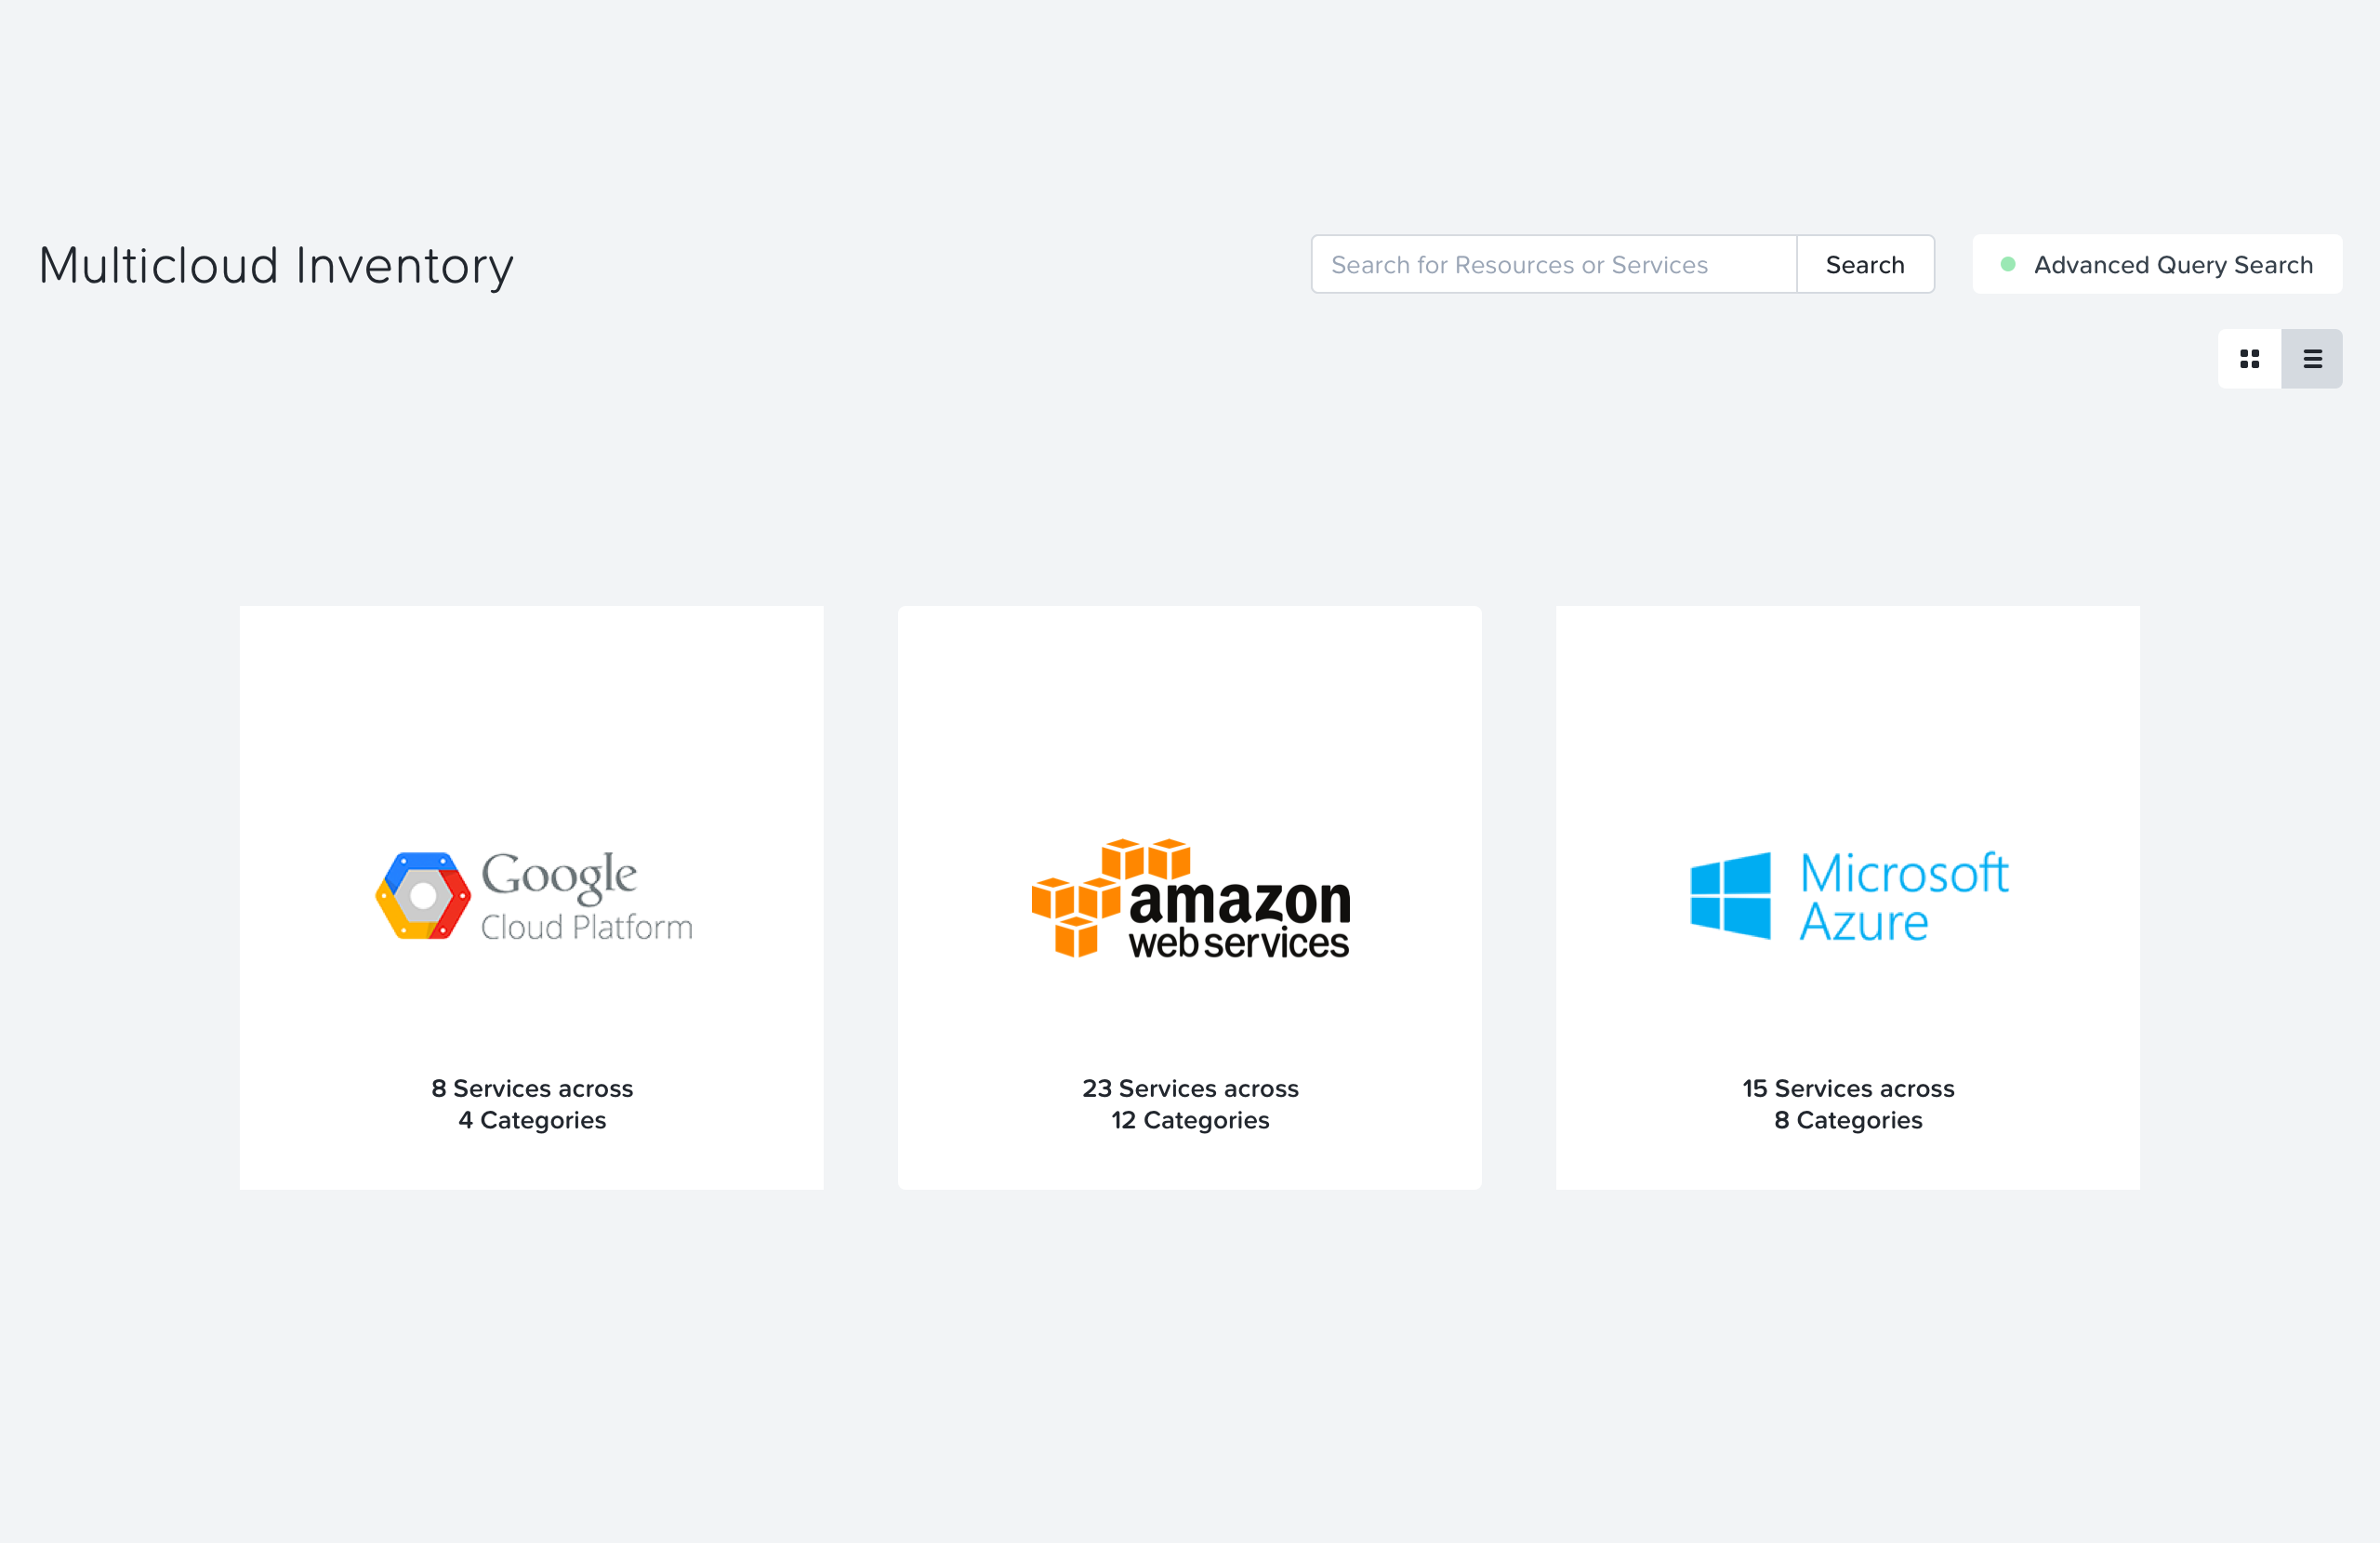 Multicloud Inventory
Search for Resources or Services
Search
Advanced Query Search
Google
Cloud Platform
8 Services across
4 Categories
amazon
web services
23 Services across
12 Categories
Microsoft
Azure
15 Services across
8 Categories